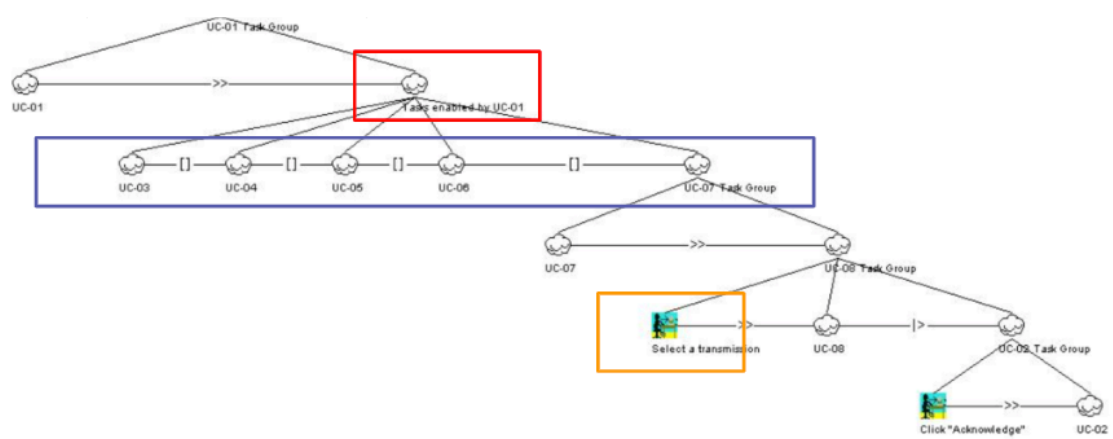 UC-01 Task Group
>>
UC-01
Tasks enabled by UC-01
[] [] [] []
UC-03 UC-04 UC-05 UC-06 UC-07 Task Group
>>
UC-07 UC-08 Task Group
>> |>
Select a transmission UC-08 UC-02 Task Group
>>
Click "Acknowledge" UC-02